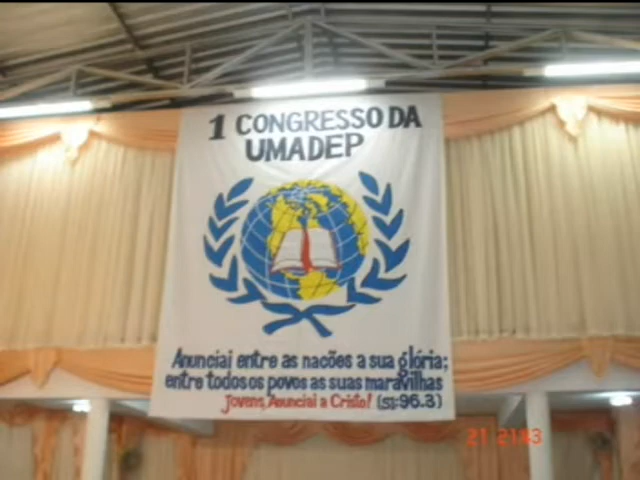 1 CONGRESSO DA
UMADEP
Anunciai entre as nações a sua glória;
entre todos os povos as suas maravilhas
Jovens, Anunciai a Cristo! (Sl:96.3)